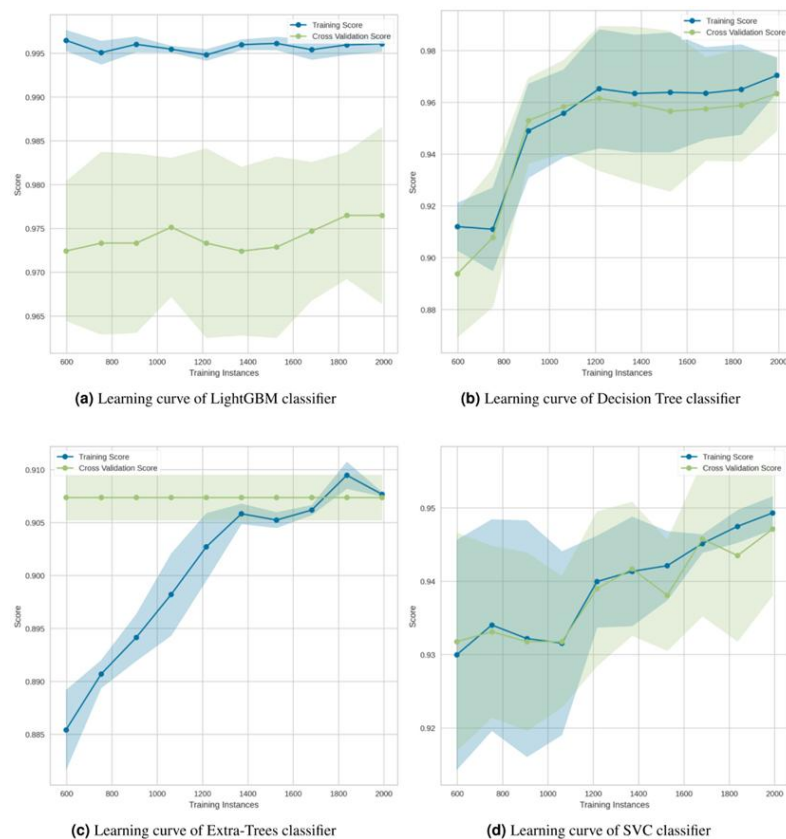 Training Score
Cross Validation Score
0.995
0.990
0.985
0.980
0.975
0.970
0.965
Score
600 800 1000 1200 1400 1600 1800 2000
Training Instances
(a) Learning curve of LightGBM classifier
Training Score
Cross Validation Score
0.98
0.96
0.94
0.92
0.90
0.88
Score
600 800 1000 1200 1400 1600 1800 2000
Training Instances
(b) Learning curve of Decision Tree classifier
Training Score
Cross Validation Score
0.910
0.905
0.900
0.895
0.890
0.885
Score
600 800 1000 1200 1400 1600 1800 2000
Training Instances
(c) Learning curve of Extra-Trees classifier
Training Score
Cross Validation Score
0.95
0.94
0.93
0.92
Score
600 800 1000 1200 1400 1600 1800 2000
Training Instances
(d) Learning curve of SVC classifier